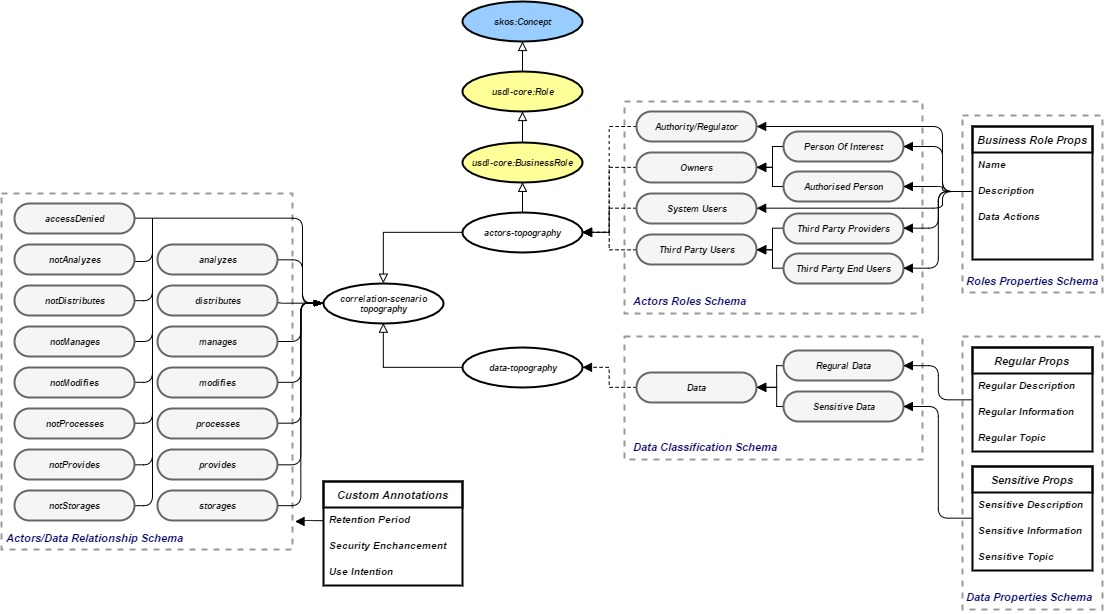 skos:Concept
usdl-core:Role
usdl-core:BusinessRole
actors-topography
correlation-scenario
topography
data-topography
accessDenied
notAnalyzes
analyzes
notDistributes
distributes
notManages
manages
notModifies
modifies
notProcesses
processes
notProvides
provides
notStorages
storages
Actors/Data Relationship Schema
Custom Annotations
Retention Period
Security Enchancement
Use Intention
Authority/Regulator
Person Of Interest
Owners
Authorised Person
System Users
Third Party Providers
Third Party Users
Third Party End Users
Actors Roles Schema
Business Role Props
Name
Description
Data Actions
Roles Properties Schema
Regural Data
Data
Sensitive Data
Data Classification Schema
Regular Props
Regular Description
Regular Information
Regular Topic
Sensitive Props
Sensitive Description
Sensitive Information
Sensitive Topic
Data Properties Schema